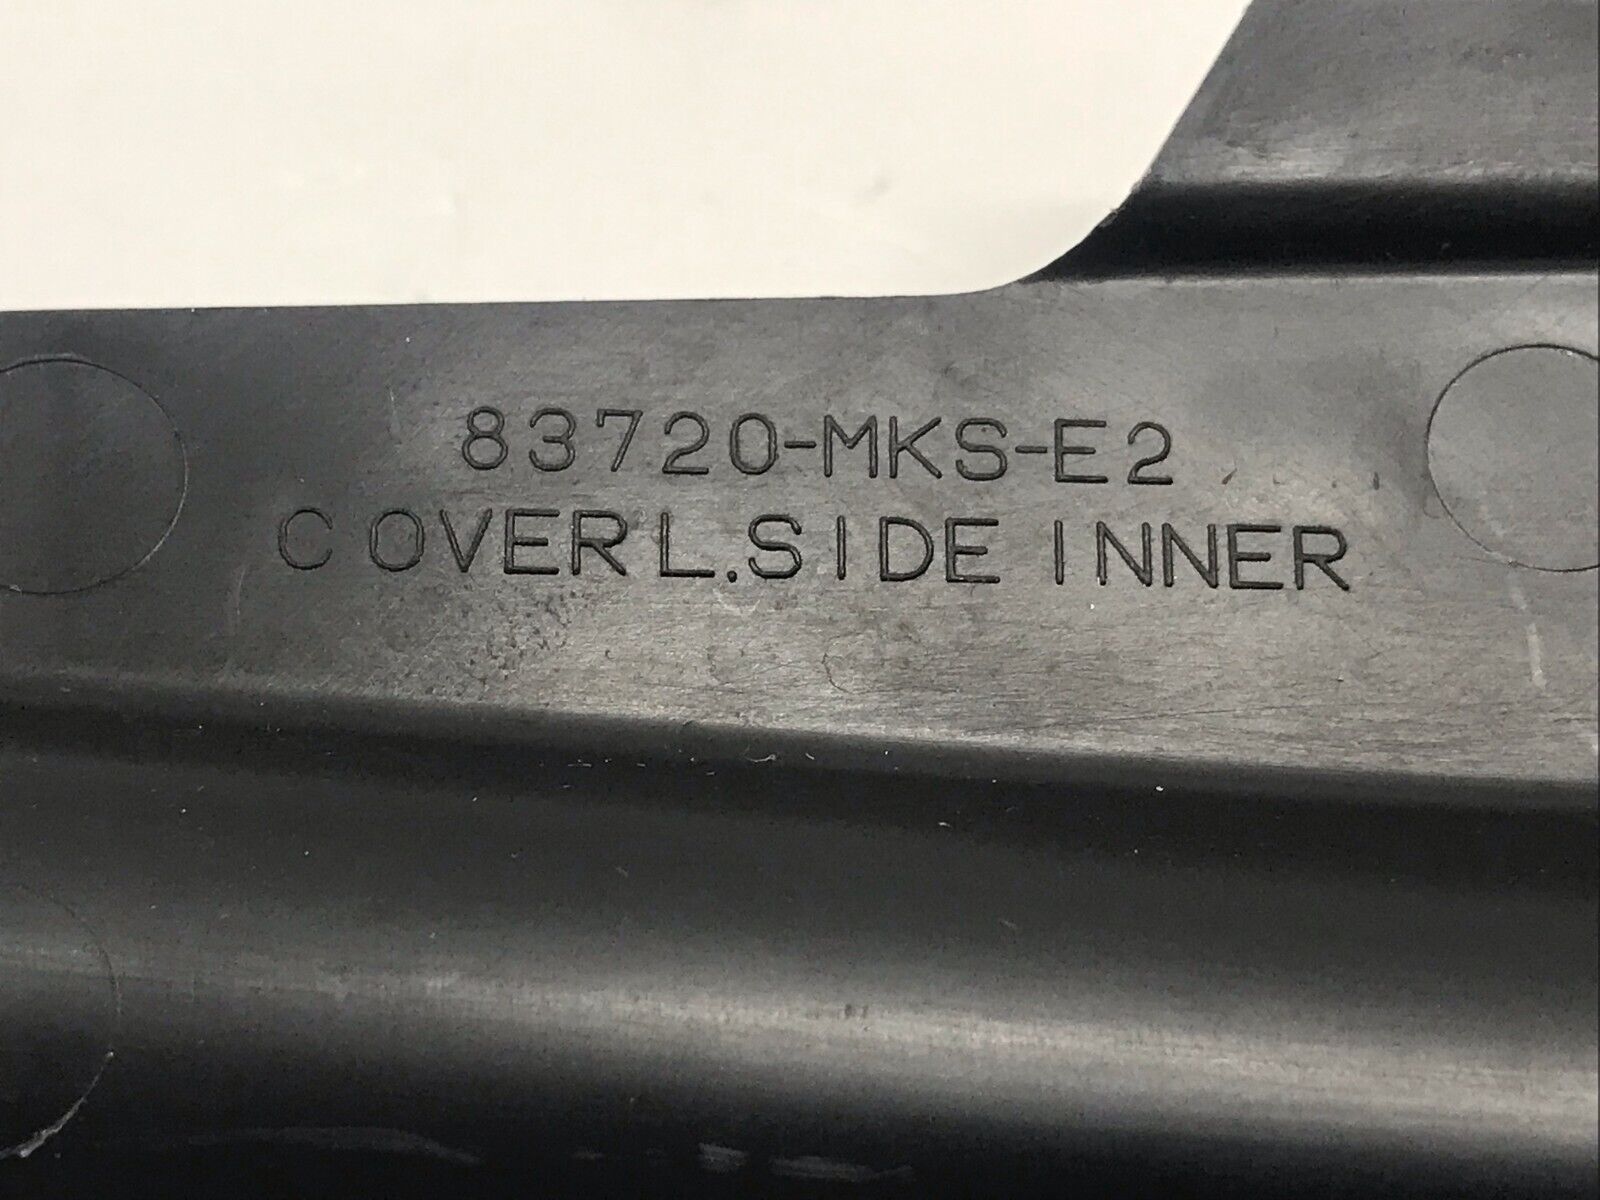 83720-MKS-E2
COVER L.SIDE INNER